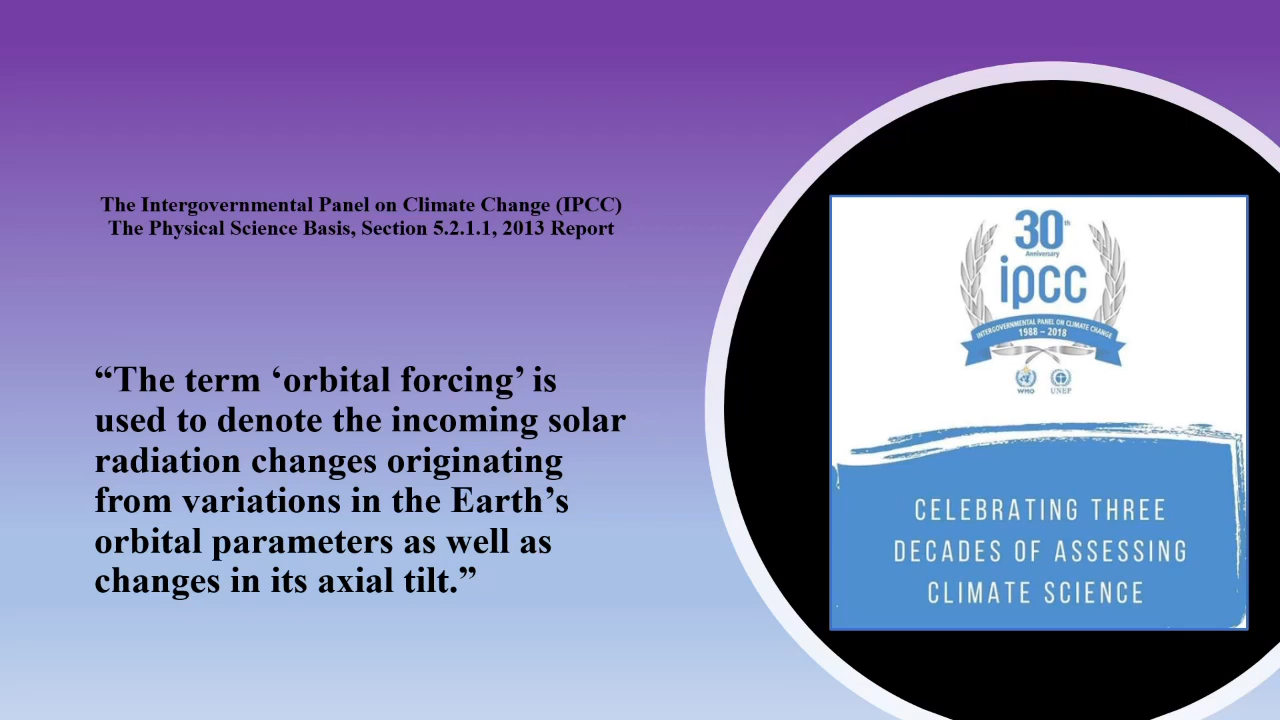 The Intergovernmental Panel on Climate Change (IPCC)
The Physical Science Basis, Section 5.2.1.1, 2013 Report
“The term ‘orbital forcing’ is
used to denote the incoming solar
radiation changes originating
from variations in the Earth’s
orbital parameters as well as
changes in its axial tilt.”
30th
Anniversary
ipcc
INTERGOVERNMENTAL PANEL ON CLIMATE CHANGE
1988 – 2018
WMO UNEP
CELEBRATING THREE
DECADES OF ASSESSING
CLIMATE SCIENCE